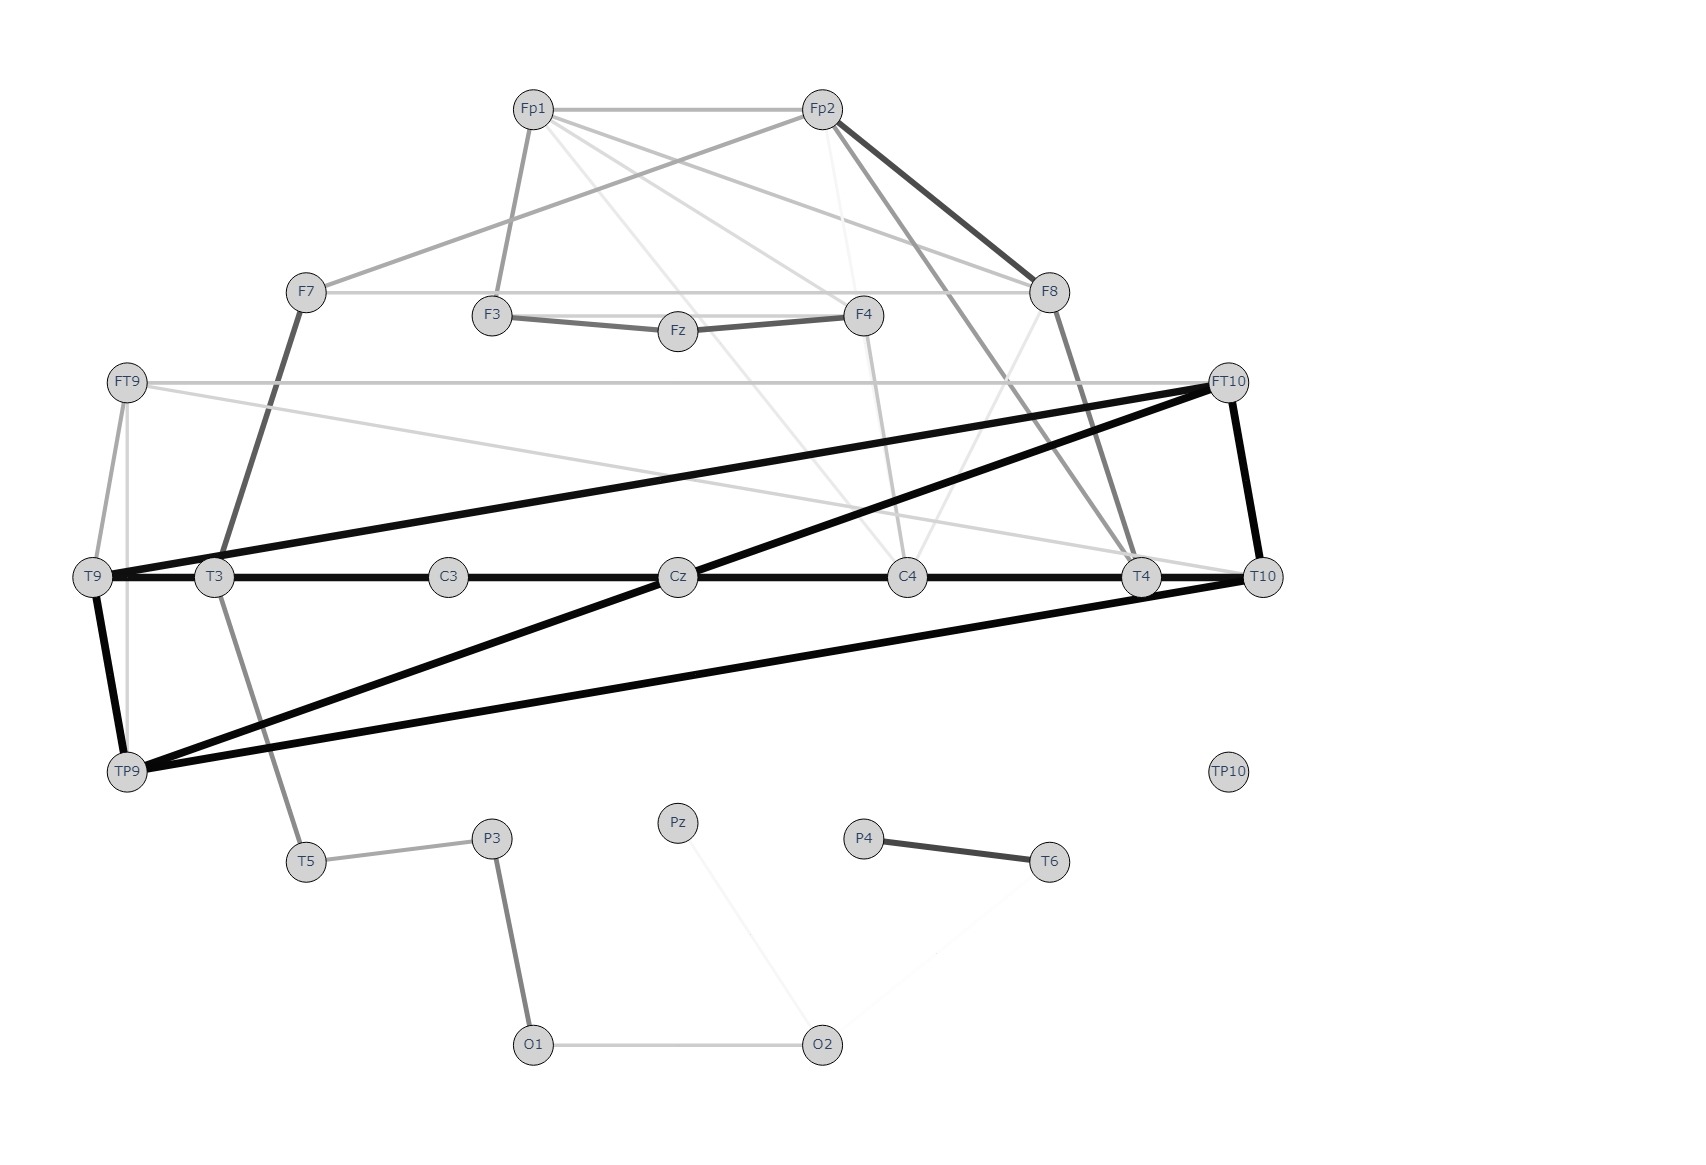 Fp1 Fp2
F7 F8
F3 Fz F4
FT9 FT10
T9 T3 C3 Cz C4 T4 T10
TP9 TP10
Pz
P3 P4
T5 T6
O1 O2